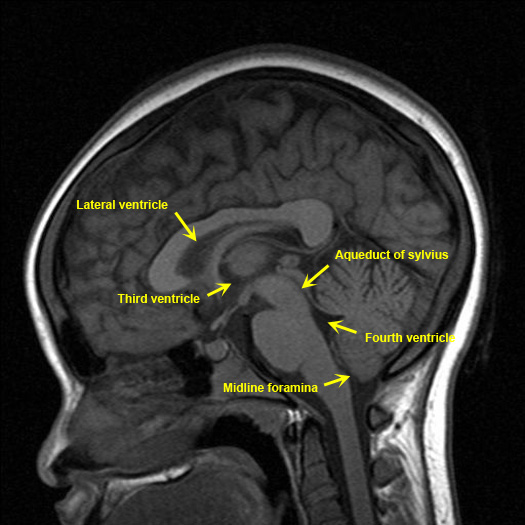 Lateral ventricle
Aqueduct of sylvius
Third ventricle
Fourth ventricle
Midline foramina